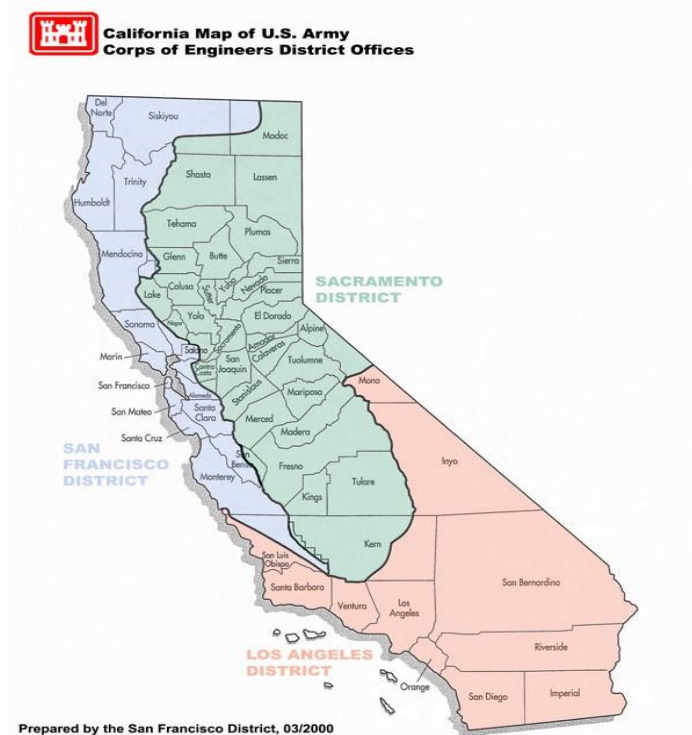 California Map of U.S. Army
Corps of Engineers District Offices
Del
Norte
Siskiyou
Modoc
Trinity
Shasta
Lassen
Humboldt
Tehama
Plumas
Mendocino
Glenn
Butte
Sierra
Lake
Colusa
Sutter
Yuba
Nevada
Placer
SACRAMENTO
DISTRICT
Sonoma
Napa
Yolo
Sacramento
El Dorado
Alpine
Marin
Solano
Amador
Calaveras
San Francisco
Contra
Costa
San
Joaquin
Tuolumne
Mono
San Mateo
Alameda
Stanislaus
Mariposa
Santa
Clara
Santa Cruz
Merced
Madera
SAN
FRANCISCO
DISTRICT
San
Benito
Monterey
Fresno
Inyo
Kings
Tulare
San Luis
Obispo
Kern
Santa Barbara
San Bernardino
Ventura
Los
Angeles
LOS ANGELES
DISTRICT
Orange
Riverside
San Diego
Imperial
Prepared by the San Francisco District, 03/2000